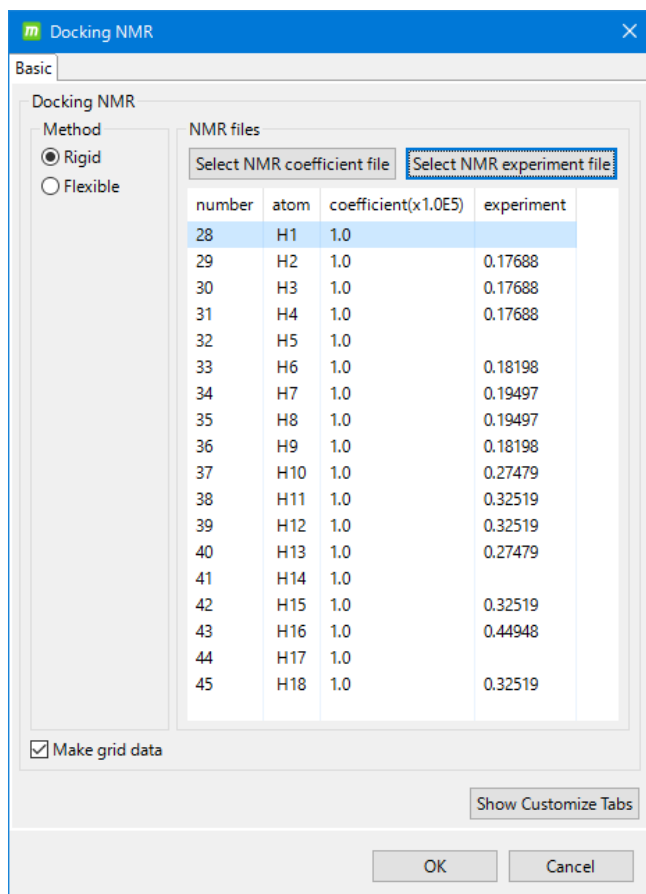 m Docking NMR
Basic
Docking NMR
Method
Rigid
Flexible
NMR files
Select NMR coefficient file Select NMR experiment file
number atom coefficient(x1.0E5) experiment
28 H1 1.0
29 H2 1.0 0.17688
30 H3 1.0 0.17688
31 H4 1.0 0.17688
32 H5 1.0
33 H6 1.0 0.18198
34 H7 1.0 0.19497
35 H8 1.0 0.19497
36 H9 1.0 0.18198
37 H10 1.0 0.27479
38 H11 1.0 0.32519
39 H12 1.0 0.32519
40 H13 1.0 0.27479
41 H14 1.0
42 H15 1.0 0.32519
43 H16 1.0 0.44948
44 H17 1.0
45 H18 1.0 0.32519
Make grid data
Show Customize Tabs
OK Cancel